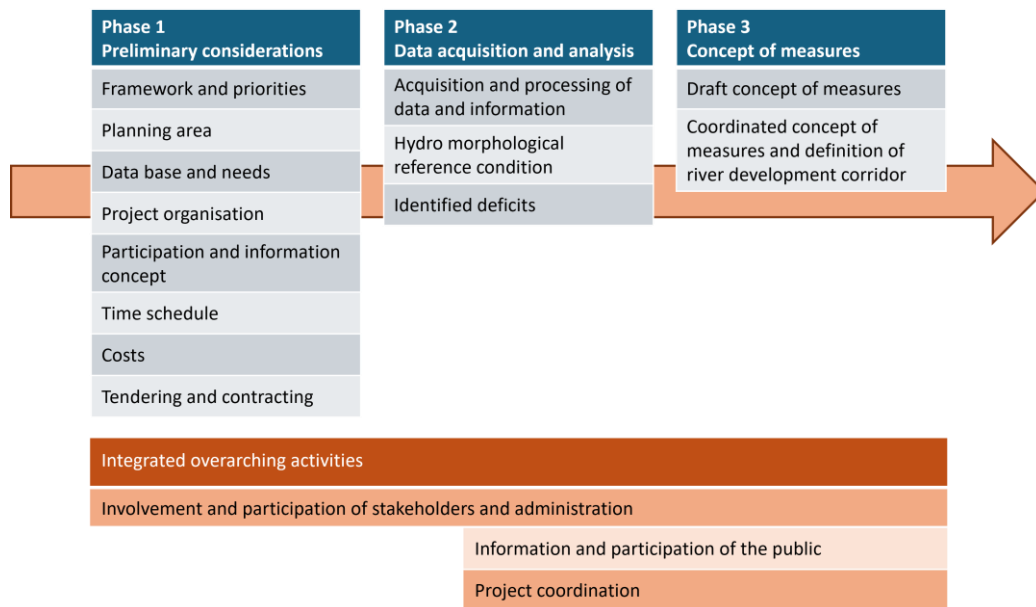 Phase 1
Preliminary considerations
Framework and priorities
Planning area
Data base and needs
Project organisation
Participation and information
concept
Time schedule
Costs
Tendering and contracting
Phase 2
Data acquisition and analysis
Acquisition and processing of
data and information
Hydro morphological
reference condition
Identified deficits
Phase 3
Concept of measures
Draft concept of measures
Coordinated concept of
measures and definition of
river development corridor
Integrated overarching activities
Involvement and participation of stakeholders and administration
Information and participation of the public
Project coordination